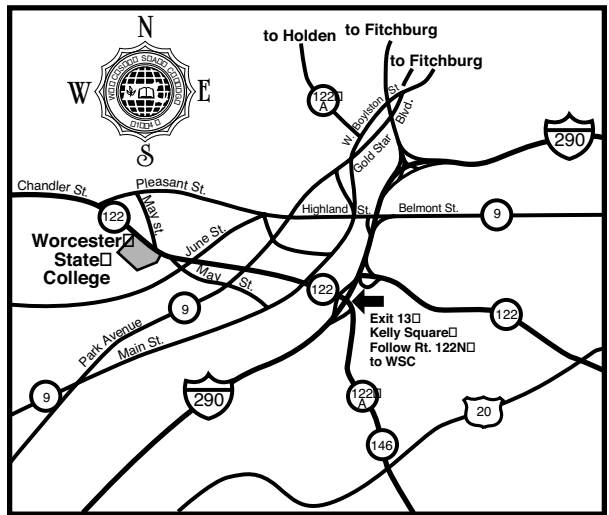 N
W
E
S
to Holden
to Fitchburg
to Fitchburg
122
A
W. Boylston St
Gold Star Blvd.
290
Chandler St.
Pleasant St.
122
May st.
Highland St.
Belmont St.
9
Worcester
State
College
June St.
May St.
122
9
Park Avenue
Main St.
Exit 13
Kelly Square
Follow Rt. 122N
to WSC
122
9
290
122
A
20
146